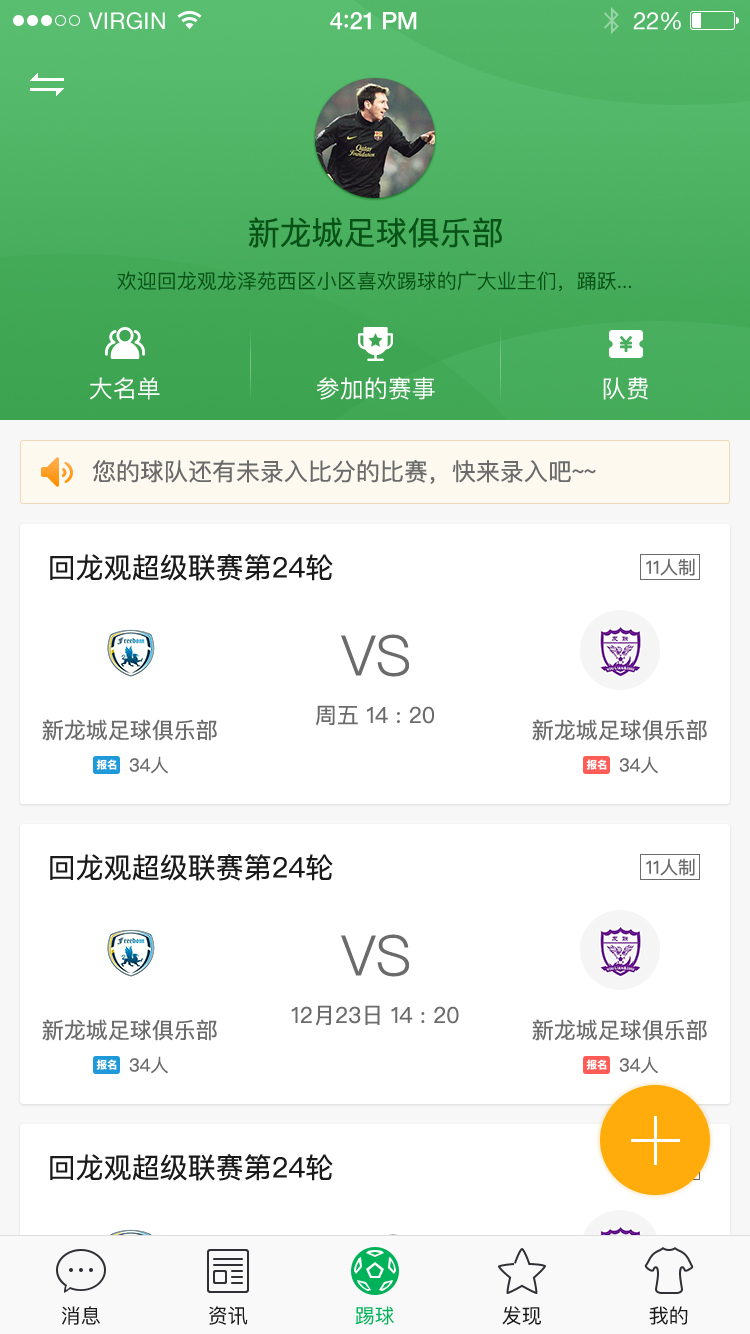 VIRGIN 4:21 PM 22%
Qatar
Foundation
新龙城足球俱乐部
欢迎回龙观龙泽苑西区小区喜欢踢球的广大业主们，踊跃...
大名单 参加的赛事 队费
您的球队还有未录入比分的比赛，快来录入吧~~
回龙观超级联赛第24轮 11人制
Freedom
VS
周五 14 : 20
新龙城足球俱乐部 新龙城足球俱乐部
报名 34人 报名 34人
回龙观超级联赛第24轮 11人制
Freedom
VS
12月23日 14 : 20
新龙城足球俱乐部 新龙城足球俱乐部
报名 34人 报名 34人
回龙观超级联赛第24轮
消息 资讯 踢球 发现 我的